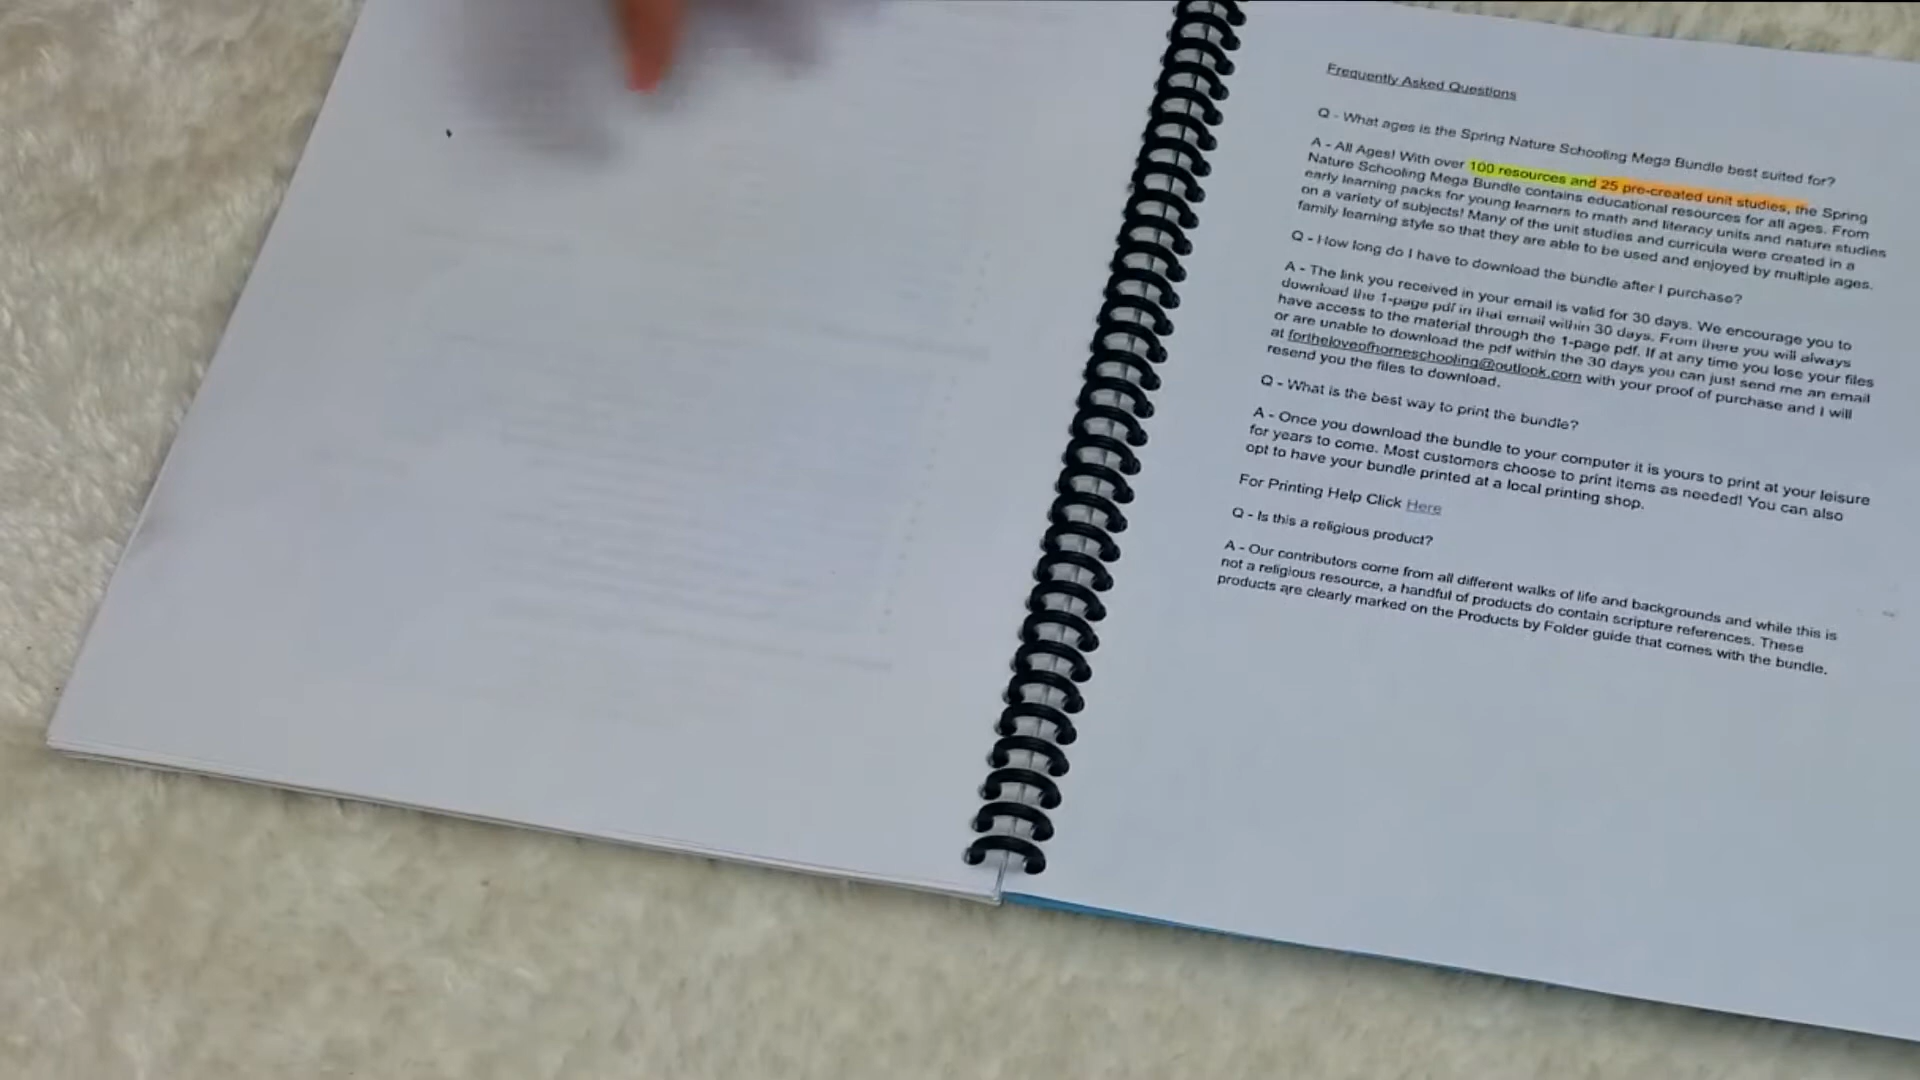 Frequently Asked Questions
Q - What ages is the Spring Nature Schooling Mega Bundle best suited for?
A - All Ages! With over 100 resources and 25 pre-created unit studies, the Spring
Nature Schooling Mega Bundle contains educational resources for all ages. From
early learning packs for young learners to math and literacy units and nature studies
on a variety of subjects! Many of the unit studies and curricula were created in a
family learning style so that they are able to be used and enjoyed by multiple ages.
Q - How long do I have to download the bundle after I purchase?
A - The link you received in your email is valid for 30 days. We encourage you to
download the 1-page pdf in that email within 30 days. From there you will always
have access to the material through the 1-page pdf. If at any time you lose your files
or are unable to download the pdf within the 30 days you can just send me an email
at fortheloveofhomeschooling@outlook.com with your proof of purchase and I will
resend you the files to download.
Q - What is the best way to print the bundle?
A - Once you download the bundle to your computer it is yours to print at your leisure
for years to come. Most customers choose to print items as needed! You can also
opt to have your bundle printed at a local printing shop.
For Printing Help Click Here
Q - Is this a religious product?
A - Our contributors come from all different walks of life and backgrounds and while this is
not a religious resource, a handful of products do contain scripture references. These
products are clearly marked on the Products by Folder guide that comes with the bundle.